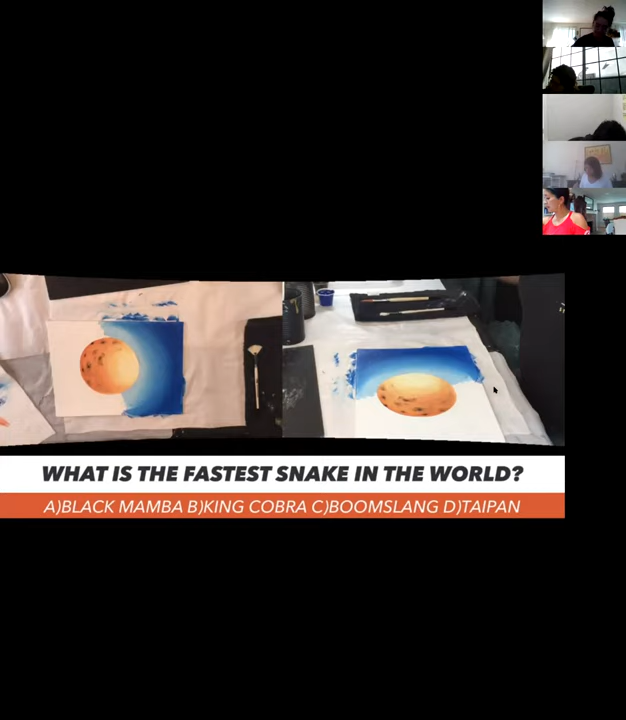 WHAT IS THE FASTEST SNAKE IN THE WORLD?
A)BLACK MAMBA B)KING COBRA C)BOOMSLANG D)TAIPAN